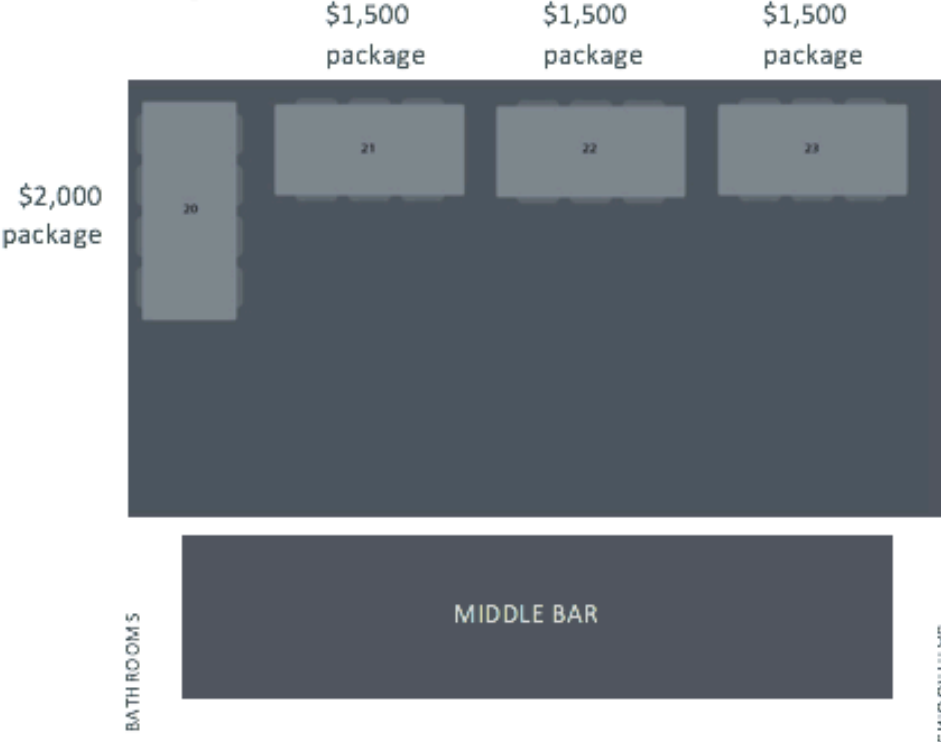 $1,500
package
$1,500
package
$1,500
package
21
22
23
20
$2,000
package
MIDDLE BAR
BATHROOMS